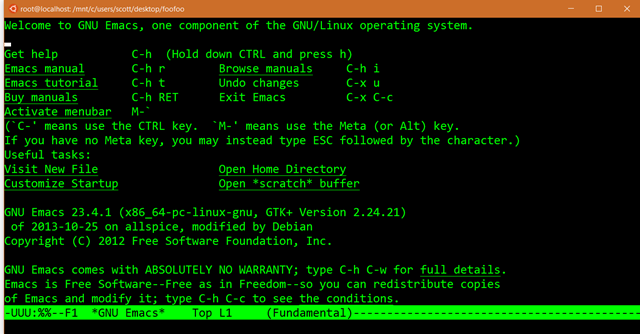 root@localhost: /mnt/c/users/scott/desktop/foofoo
Welcome to GNU Emacs, one component of the GNU/Linux operating system.
Get help C-h (Hold down CTRL and press h)
Emacs manual C-h r Browse manuals C-h i
Emacs tutorial C-h t Undo changes C-x u
Buy manuals C-h RET Exit Emacs C-x C-c
Activate menubar M-`
(`C-' means use the CTRL key. `M-' means use the Meta (or Alt) key.
If you have no Meta key, you may instead type ESC followed by the character.)
Useful tasks:
Visit New File Open Home Directory
Customize Startup Open *scratch* buffer
GNU Emacs 23.4.1 (x86_64-pc-linux-gnu, GTK+ Version 2.24.21)
of 2013-10-25 on allspice, modified by Debian
Copyright (C) 2012 Free Software Foundation, Inc.
GNU Emacs comes with ABSOLUTELY NO WARRANTY; type C-h C-w for full details.
Emacs is Free Software--Free as in Freedom--so you can redistribute copies
of Emacs and modify it; type C-h C-c to see the conditions.
-UUU:%%--F1 *GNU Emacs* Top L1 (Fundamental)-----------------------------------